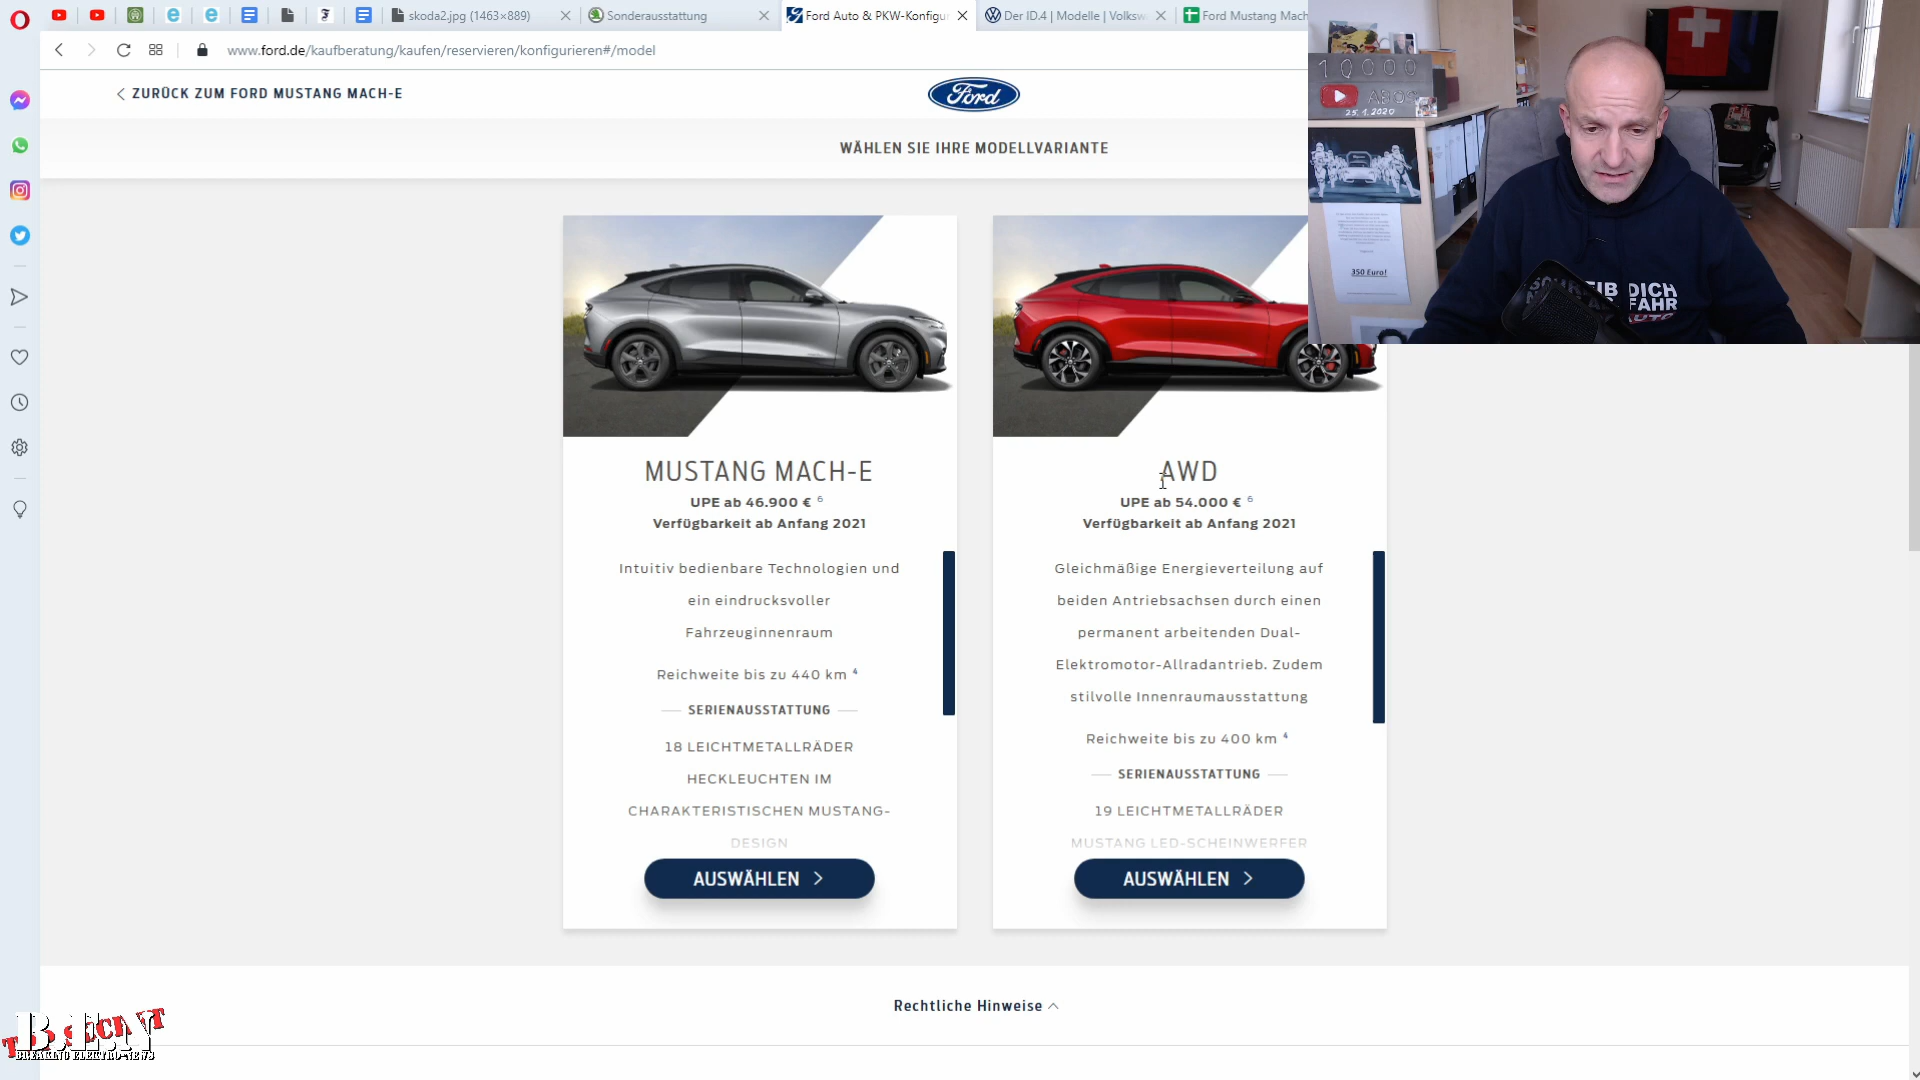 skoda2.jpg (1463×889)
Sonderausstattung
Ford Auto & PKW-Konfigur
Der ID.4 | Modelle | Volksw
Ford Mustang Mach
www.ford.de/kaufberatung/kaufen/reservieren/konfigurieren#/model
ZURÜCK ZUM FORD MUSTANG MACH-E
Ford
WÄHLEN SIE IHRE MODELLVARIANTE
MUSTANG MACH-E
UPE ab 46.900 € 6
Verfügbarkeit ab Anfang 2021
Intuitiv bedienbare Technologien und
ein eindrucksvoller
Fahrzeuginnenraum
Reichweite bis zu 440 km 4
SERIENAUSSTATTUNG
18 LEICHTMETALLRÄDER
HECKLEUCHTEN IM
CHARAKTERISTISCHEN MUSTANG-
DESIGN
AUSWÄHLEN
AWD
UPE ab 54.000 € 6
Verfügbarkeit ab Anfang 2021
Gleichmäßige Energieverteilung auf
beiden Antriebsachsen durch einen
permanent arbeitenden Dual-
Elektromotor-Allradantrieb. Zudem
stilvolle Innenraumausstattung
Reichweite bis zu 400 km 4
SERIENAUSSTATTUNG
19 LEICHTMETALLRÄDER
MUSTANG LED-SCHEINWERFER
AUSWÄHLEN
Rechtliche Hinweise
10000
ABOS
25.1.2020
350 Euro!
DICH
FAHR
AUTO
BREAKING ELEKTRO-NEWS